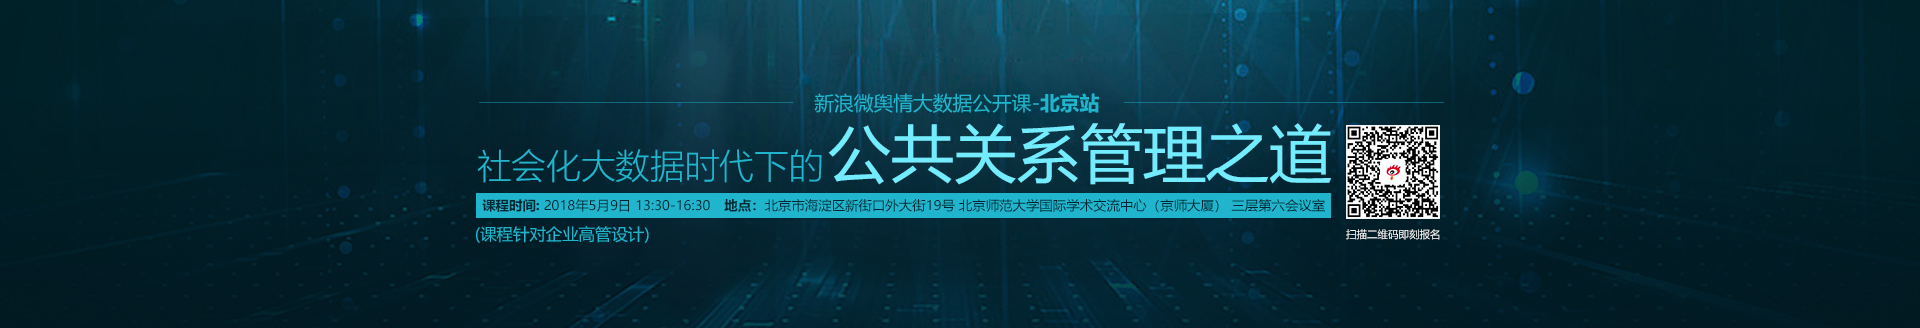 新浪微舆情大数据公开课-北京站
社会化大数据时代下的公共关系管理之道
课程时间: 2018年5月9日 13:30-16:30 地点：北京市海淀区新街口外大街19号 北京师范大学国际学术交流中心（京师大厦） 三层第六会议室
(课程针对企业高管设计)
扫描二维码即刻报名